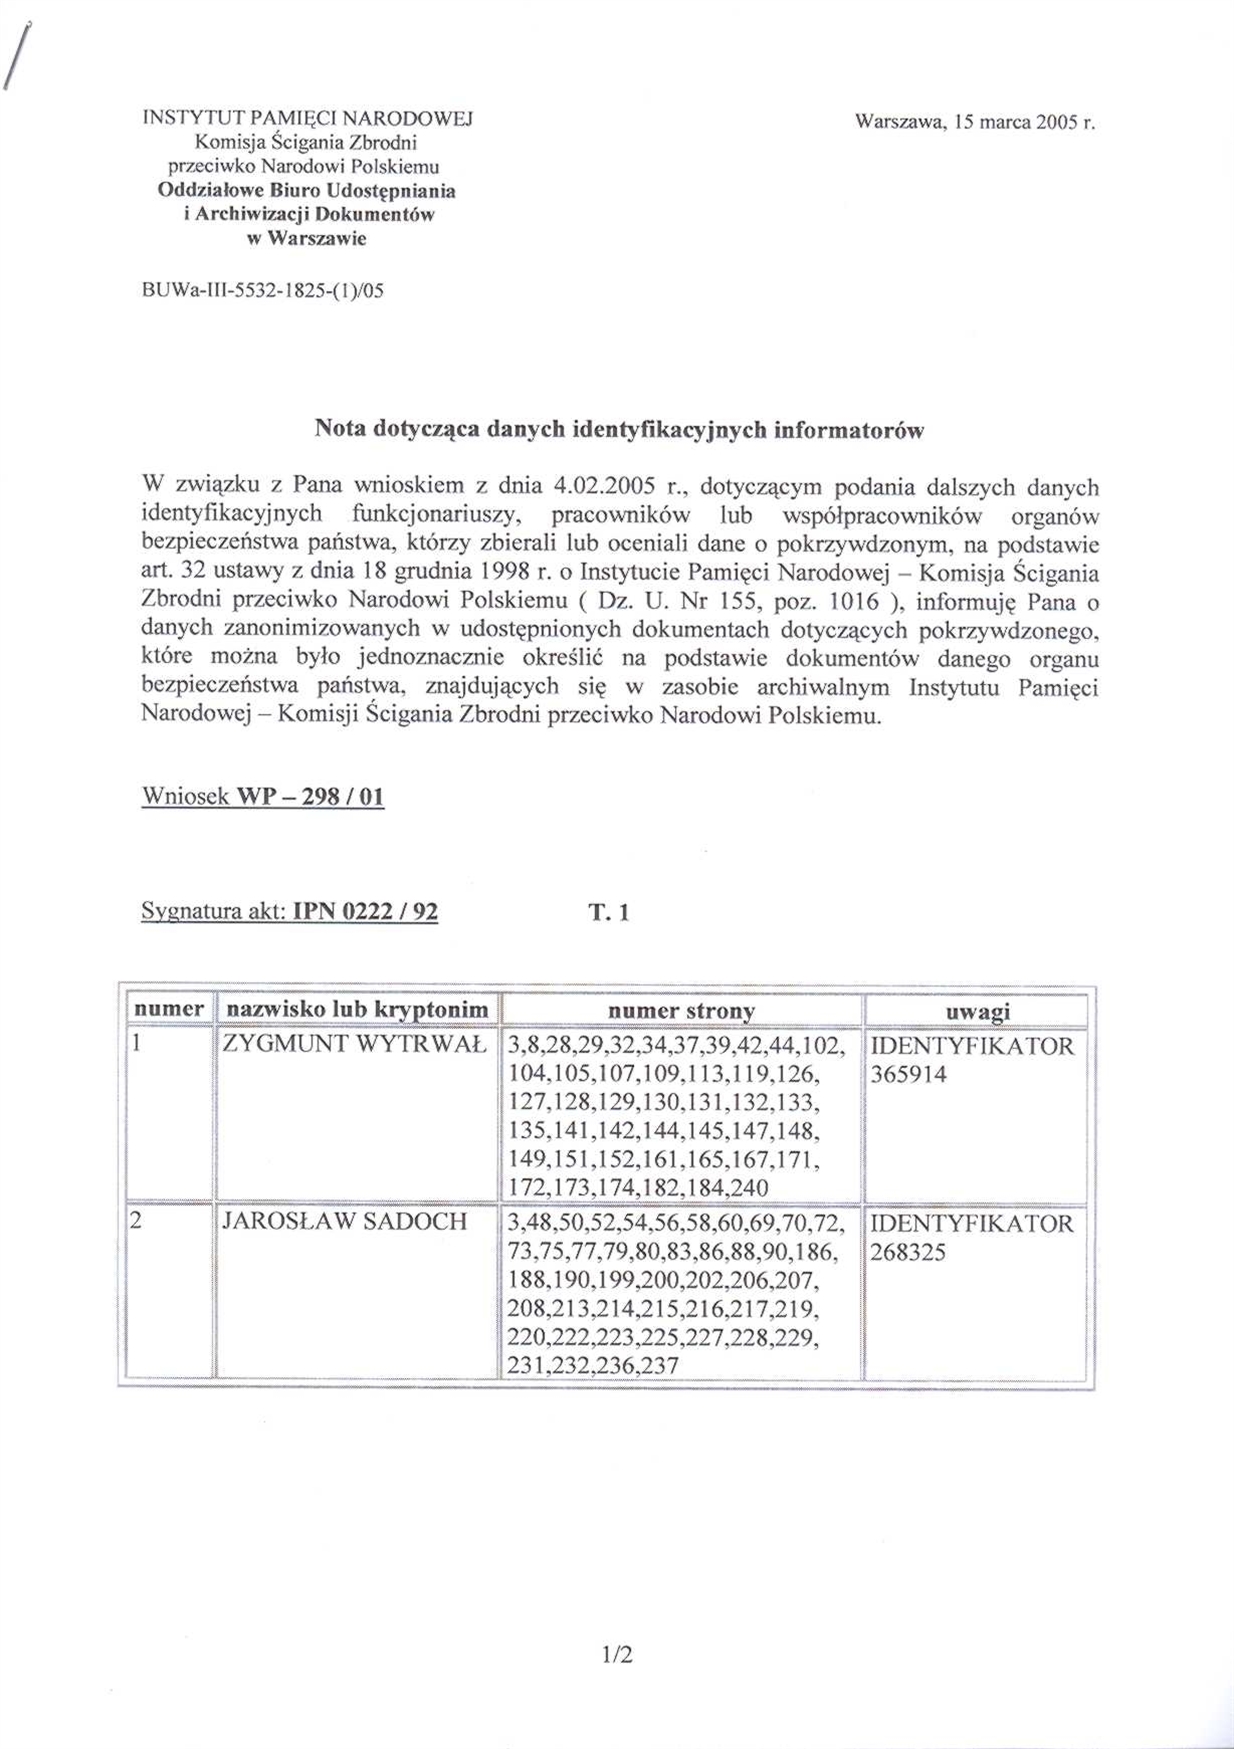 INSTYTUT PAMIĘCI NARODOWEJ
Komisja Ścigania Zbrodni
przeciwko Narodowi Polskiemu
Oddziałowe Biuro Udostępniania
i Archiwizacji Dokumentów
w Warszawie
Warszawa, 15 marca 2005 r.
BUWa-III-5532-1825-(1)/05
Nota dotycząca danych identyfikacyjnych informatorów
W związku z Pana wnioskiem z dnia 4.02.2005 r., dotyczącym podania dalszych danych
identyfikacyjnych funkcjonariuszy, pracowników lub współpracowników organów
bezpieczeństwa państwa, którzy zbierali lub oceniali dane o pokrzywdzonym, na podstawie
art. 32 ustawy z dnia 18 grudnia 1998 r. o Instytucie Pamięci Narodowej – Komisja Ścigania
Zbrodni przeciwko Narodowi Polskiemu ( Dz. U. Nr 155, poz. 1016 ), informuję Pana o
danych zanonimizowanych w udostępnionych dokumentach dotyczących pokrzywdzonego,
które można było jednoznacznie określić na podstawie dokumentów danego organu
bezpieczeństwa państwa, znajdujących się w zasobie archiwalnym Instytutu Pamięci
Narodowej – Komisji Ścigania Zbrodni przeciwko Narodowi Polskiemu.
Wniosek WP – 298 / 01
Sygnatura akt: IPN 0222 / 92 T. 1
numer nazwisko lub kryptonim numer strony uwagi
1 ZYGMUNT WYTRWAŁ 3,8,28,29,32,34,37,39,42,44,102, IDENTYFIKATOR
104,105,107,109,113,119,126, 365914
127,128,129,130,131,132,133,
135,141,142,144,145,147,148,
149,151,152,161,165,167,171,
172,173,174,182,184,240
2 JAROSŁAW SADOCH 3,48,50,52,54,56,58,60,69,70,72, IDENTYFIKATOR
73,75,77,79,80,83,86,88,90,186, 268325
188,190,199,200,202,206,207,
208,213,214,215,216,217,219,
220,222,223,225,227,228,229,
231,232,236,237
1/2